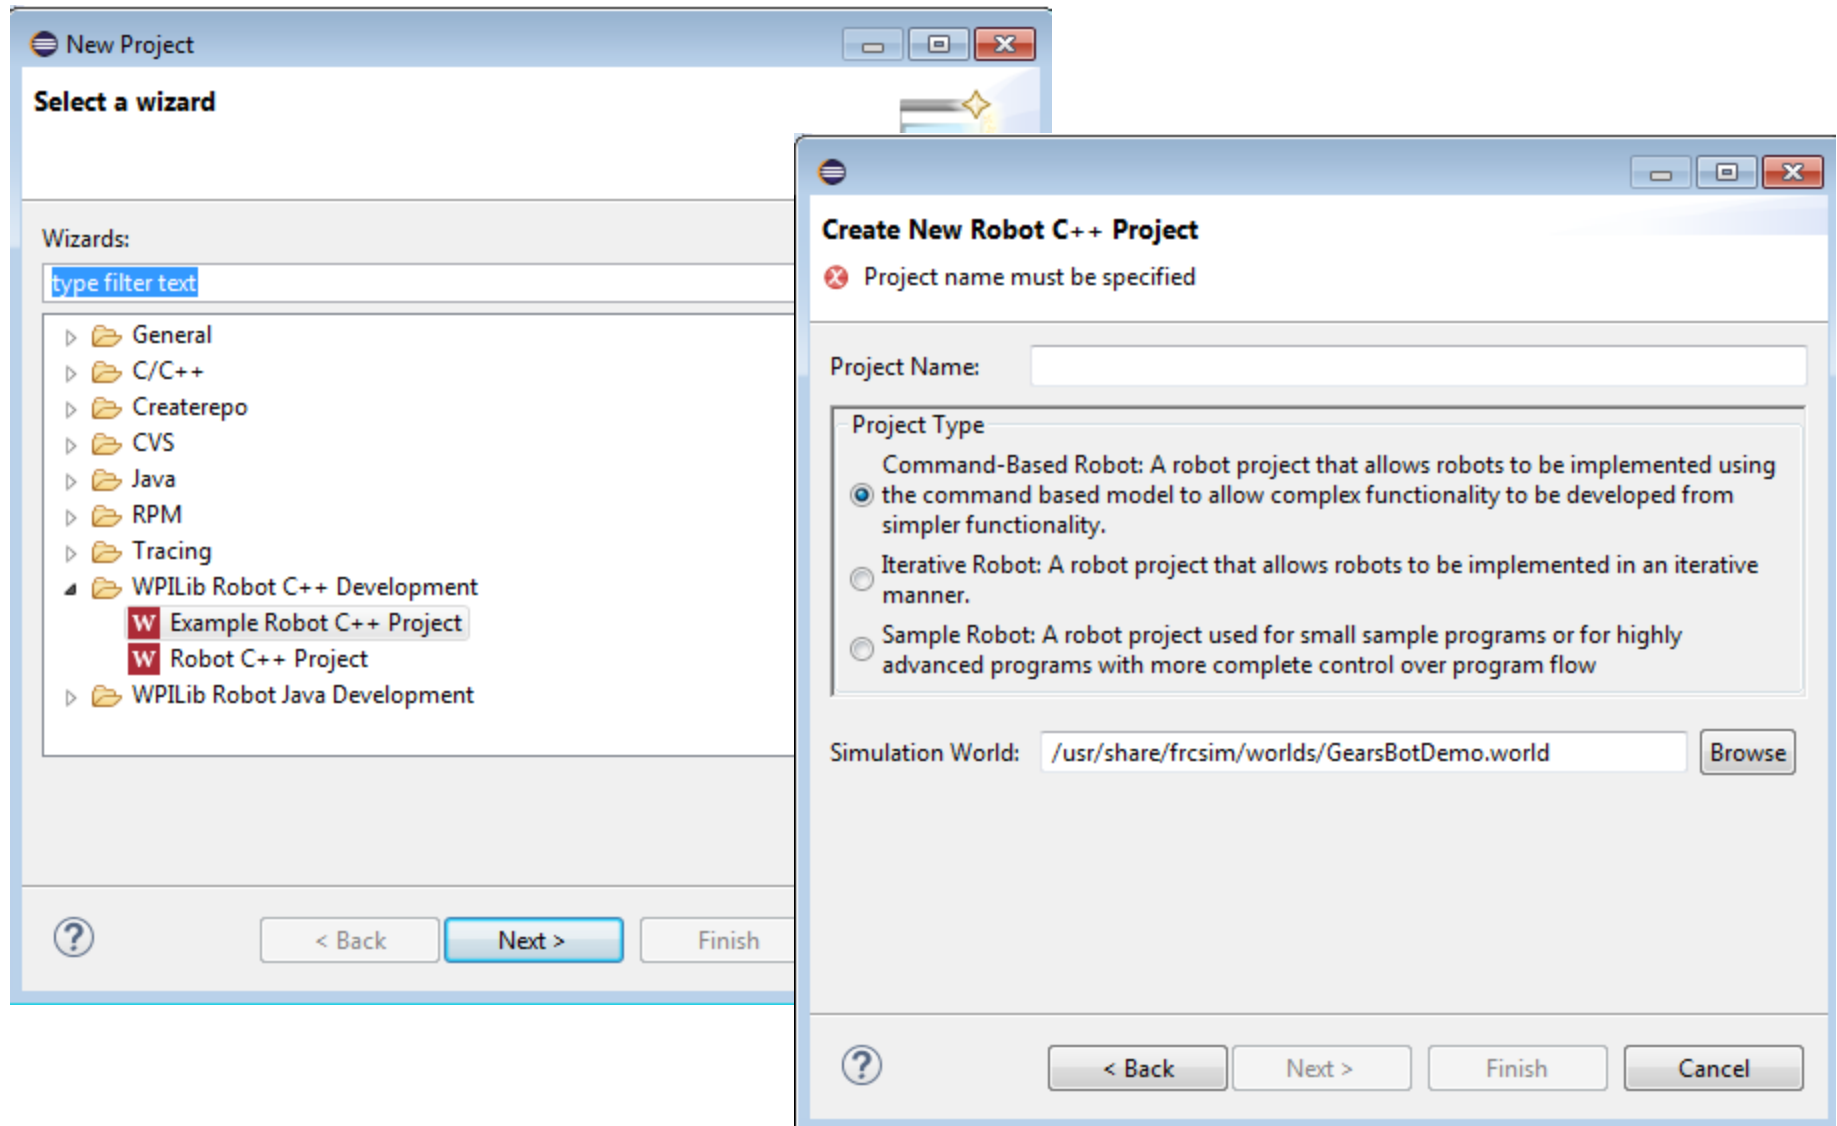 New Project
Select a wizard
Wizards:
type filter text
General
C/C++
Createrepo
CVS
Java
RPM
Tracing
WPILib Robot C++ Development
W Example Robot C++ Project
W Robot C++ Project
WPILib Robot Java Development
?
< Back
Next >
Finish
Create New Robot C++ Project
Project name must be specified
Project Name:
Project Type
Command-Based Robot: A robot project that allows robots to be implemented using
the command based model to allow complex functionality to be developed from
simpler functionality.
Iterative Robot: A robot project that allows robots to be implemented in an iterative
manner.
Sample Robot: A robot project used for small sample programs or for highly
advanced programs with more complete control over program flow
Simulation World: /usr/share/frcsim/worlds/GearsBotDemo.world Browse
?
< Back
Next >
Finish
Cancel